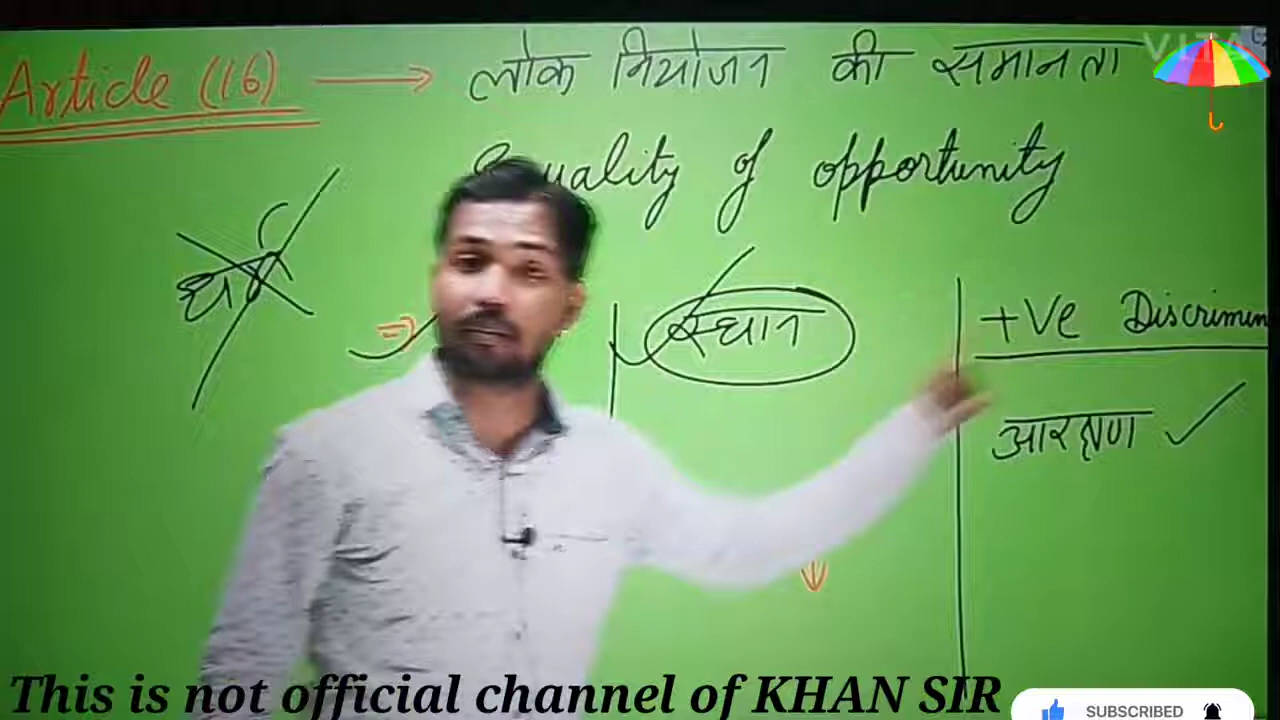 Article (16) → लोक नियोजन की समानता
Equality of opportunity
धर्म
स्थान
+Ve Discrimin
आरक्षण ✓
This is not official channel of KHAN SIR
SUBSCRIBED